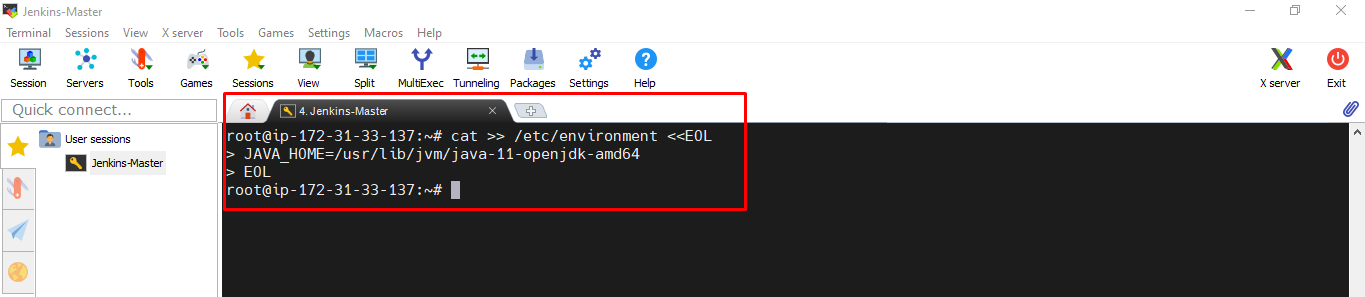 Jenkins-Master
Terminal Sessions View X server Tools Games Settings Macros Help
Session Servers Tools Games Sessions View Split MultiExec Tunneling Packages Settings Help X server Exit
Quick connect...
4. Jenkins-Master
User sessions
Jenkins-Master
root@ip-172-31-33-137:~# cat >> /etc/environment <<EOL
> JAVA_HOME=/usr/lib/jvm/java-11-openjdk-amd64
> EOL
root@ip-172-31-33-137:~#